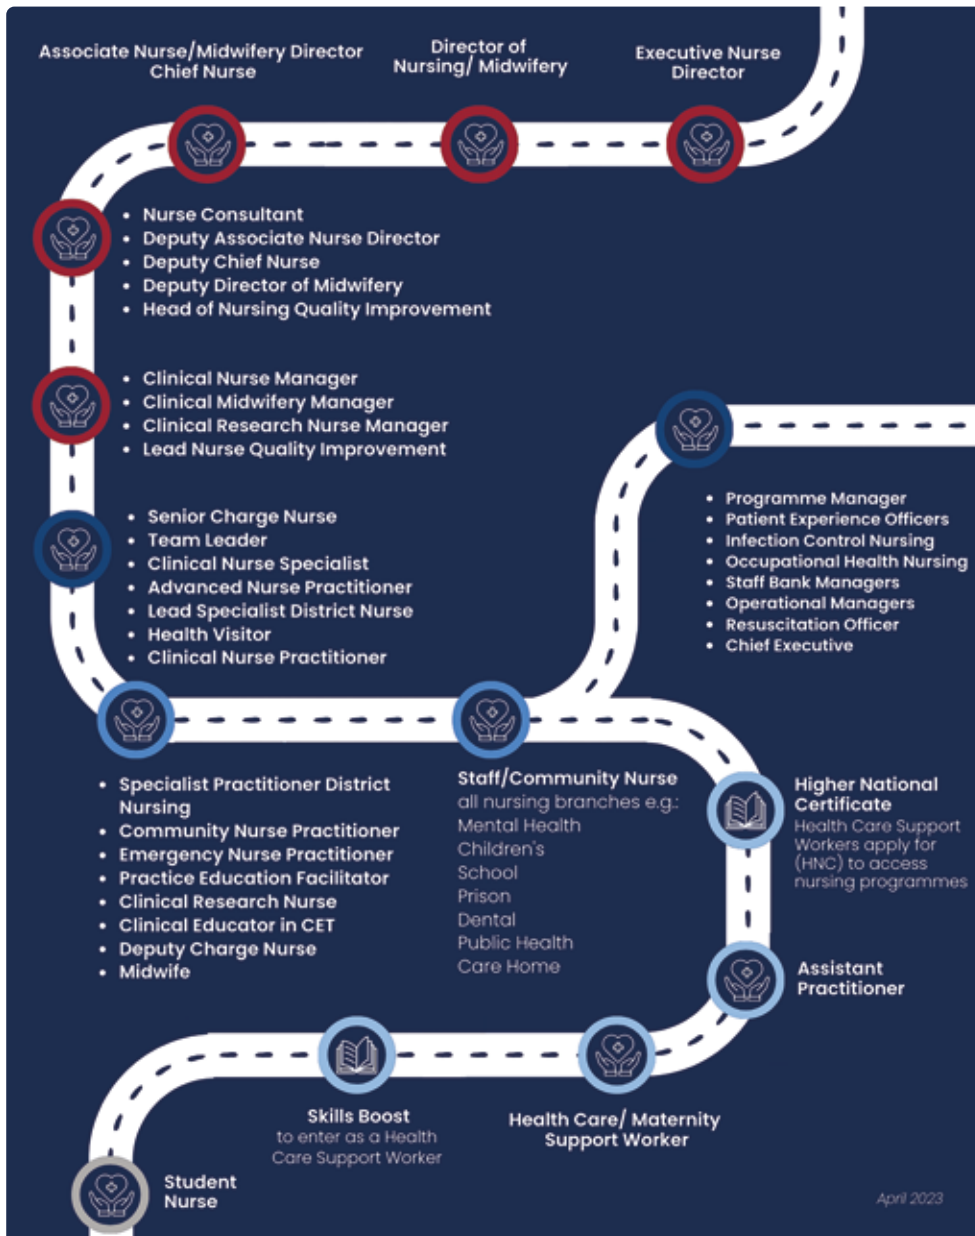 Associate Nurse/Midwifery Director
Chief Nurse
Director of
Nursing/ Midwifery
Executive Nurse
Director
• Nurse Consultant
• Deputy Associate Nurse Director
• Deputy Chief Nurse
• Deputy Director of Midwifery
• Head of Nursing Quality Improvement
• Clinical Nurse Manager
• Clinical Midwifery Manager
• Clinical Research Nurse Manager
• Lead Nurse Quality Improvement
• Senior Charge Nurse
• Team Leader
• Clinical Nurse Specialist
• Advanced Nurse Practitioner
• Lead Specialist District Nurse
• Health Visitor
• Clinical Nurse Practitioner
• Programme Manager
• Patient Experience Officers
• Infection Control Nursing
• Occupational Health Nursing
• Staff Bank Managers
• Operational Managers
• Resuscitation Officer
• Chief Executive
• Specialist Practitioner District
Nursing
• Community Nurse Practitioner
• Emergency Nurse Practitioner
• Practice Education Facilitator
• Clinical Research Nurse
• Clinical Educator in CET
• Deputy Charge Nurse
• Midwife
Staff/Community Nurse
all nursing branches e.g.:
Mental Health
Children's
School
Prison
Dental
Public Health
Care Home
Higher National
Certificate
Health Care Support
Workers apply for
(HNC) to access
nursing programmes
Assistant
Practitioner
Skills Boost
to enter as a Health
Care Support Worker
Health Care/ Maternity
Support Worker
Student
Nurse
April 2023